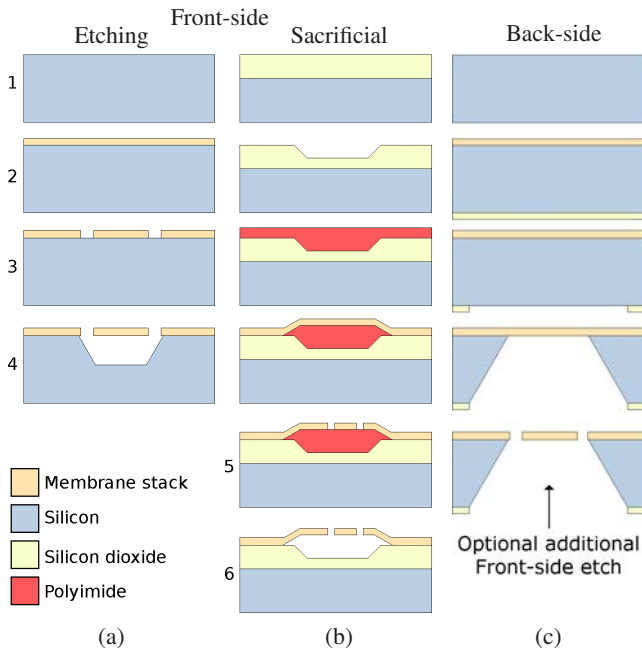 Front-side
Etching Sacrificial Back-side
1
2
3
4
5
6
Membrane stack
Silicon
Silicon dioxide
Polyimide
Optional additional
Front-side etch
(a) (b) (c)